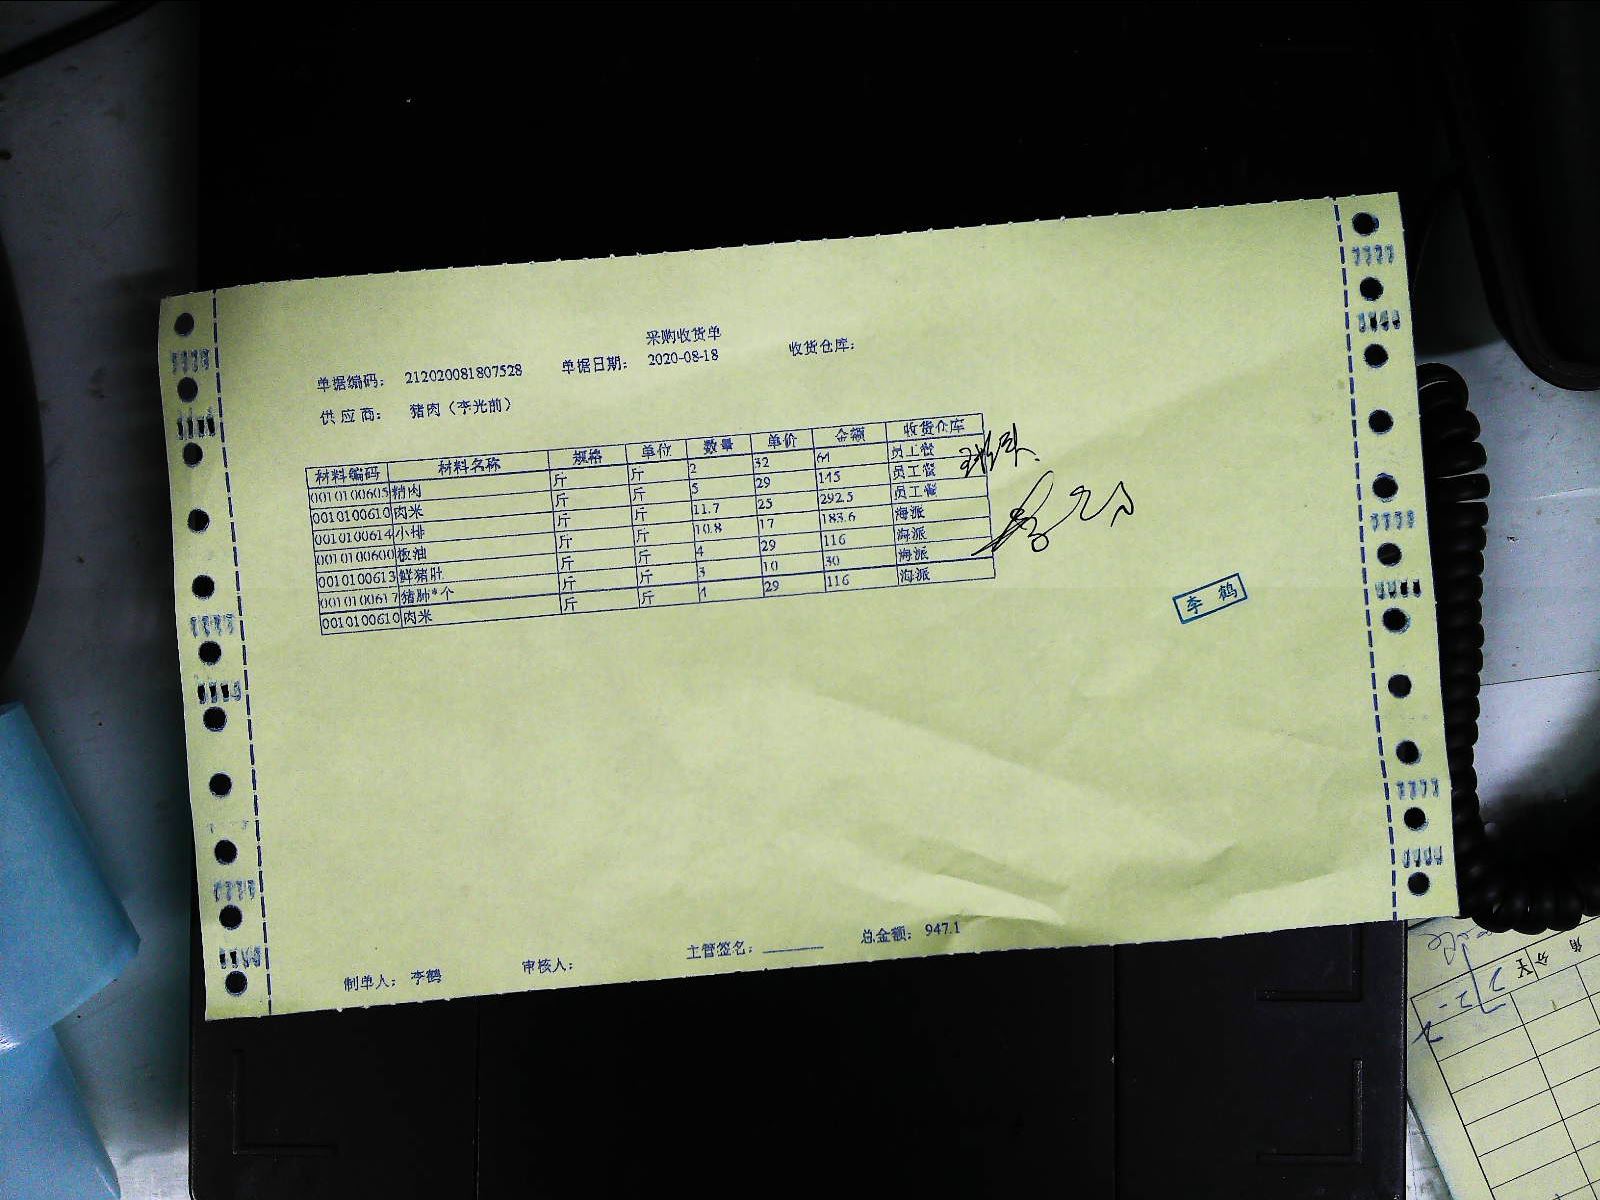 采购收货单
单据编码： 212020081807528 单据日期： 2020-08-18 收货仓库：
供应商： 猪肉（李光前）
材料编码 材料名称 规格 单位 数量 单价 金额 收货仓库
0010100605 精肉 斤 斤 2 32 64 员工餐
0010100610 肉米 斤 斤 5 29 145 员工餐
0010100614 小排 斤 斤 11.7 25 292.5 员工餐
0010100600 板油 斤 斤 10.8 17 183.6 海派
0010100613 鲜猪肚 斤 斤 4 29 116 海派
0010100617 猪肺*个 斤 斤 3 10 30 海派
0010100610 肉米 斤 斤 4 29 116 海派
李鹤
制单人： 李鹤 审核人： 主管签名： 总金额： 947.1